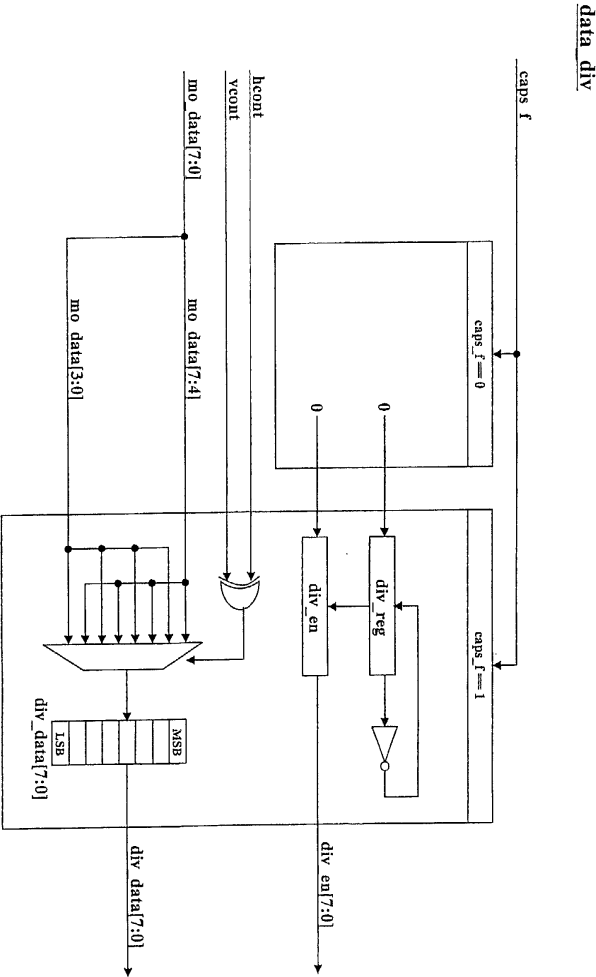 data_div
caps_f
caps_f == 0
caps_f == 1
0
0
div_reg
div_en
div_en[7:0]
hcont
vcont
mo_data[7:0]
mo_data[7:4]
mo_data[3:0]
MSB
LSB
div_data[7:0]
div_data[7:0]